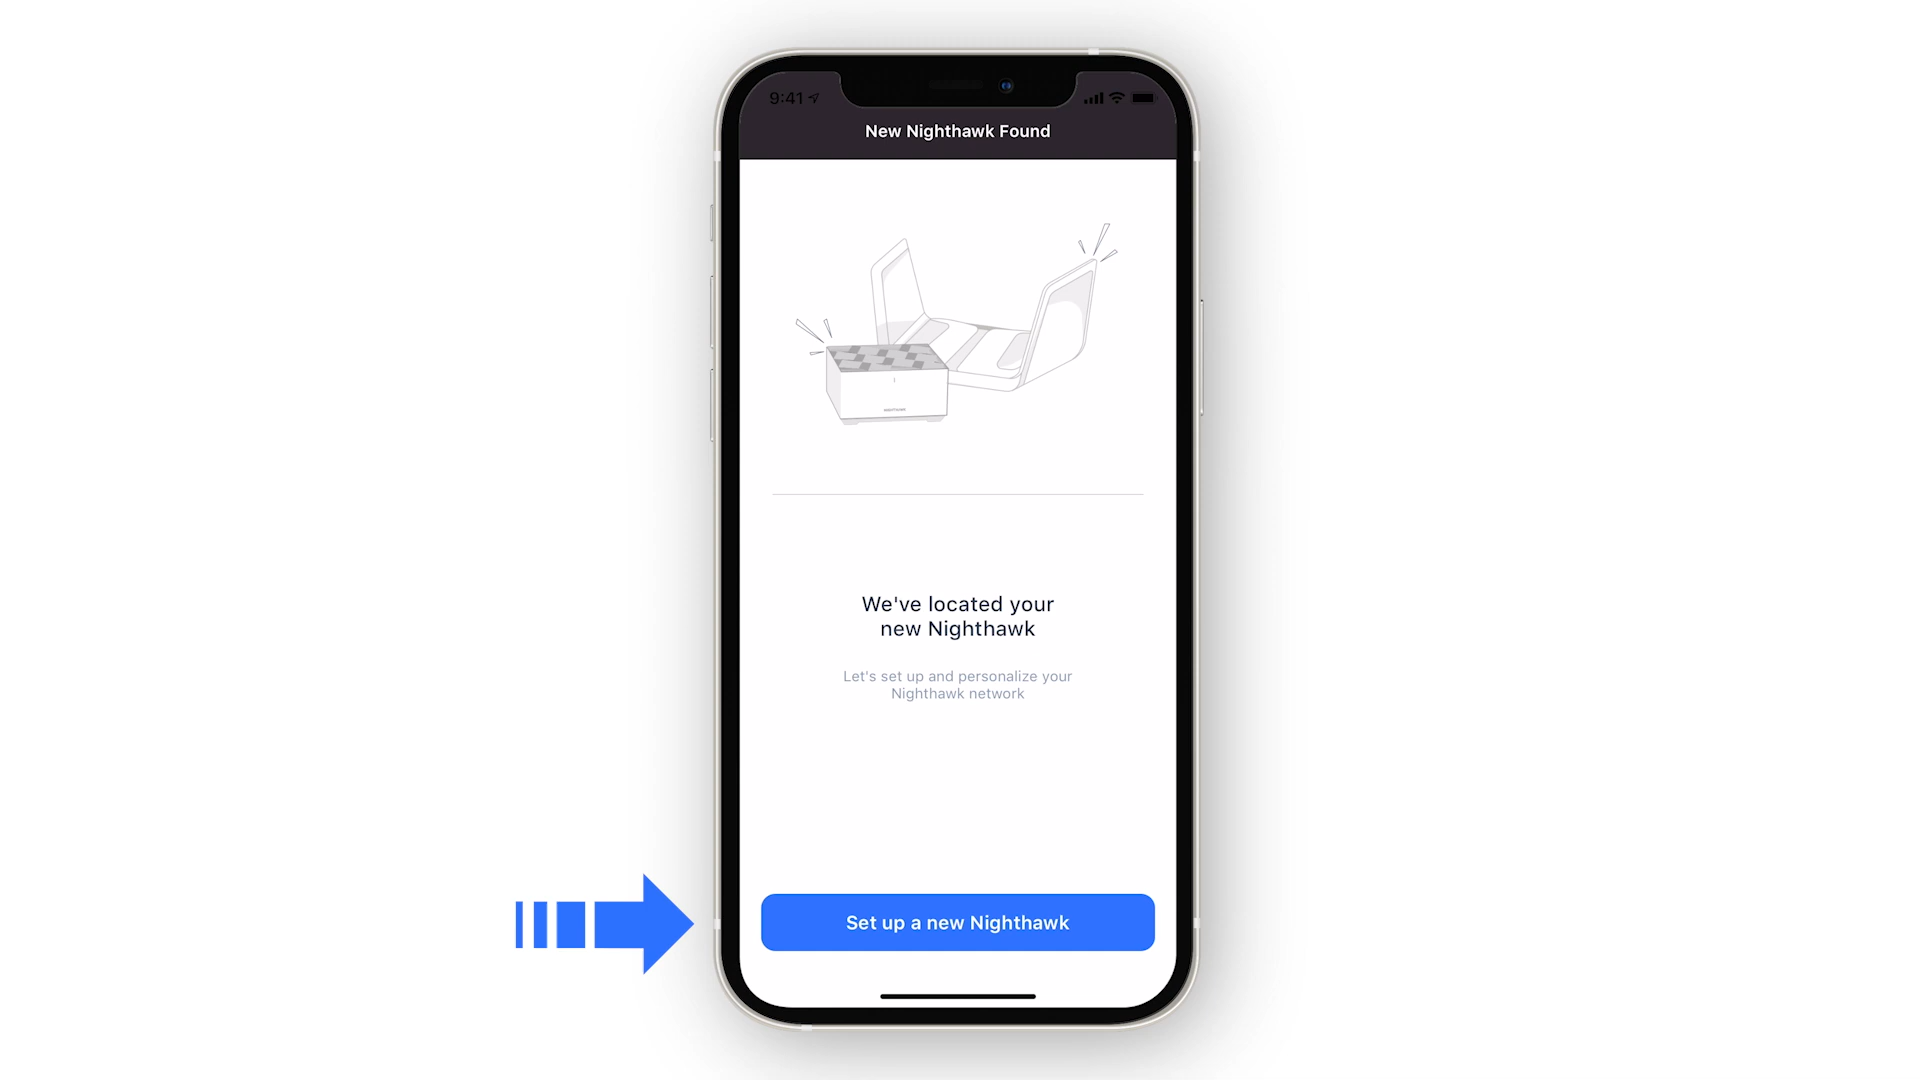 9:41
New Nighthawk Found
NIGHTHAWK
We've located your
new Nighthawk
Let's set up and personalize your
Nighthawk network
Set up a new Nighthawk